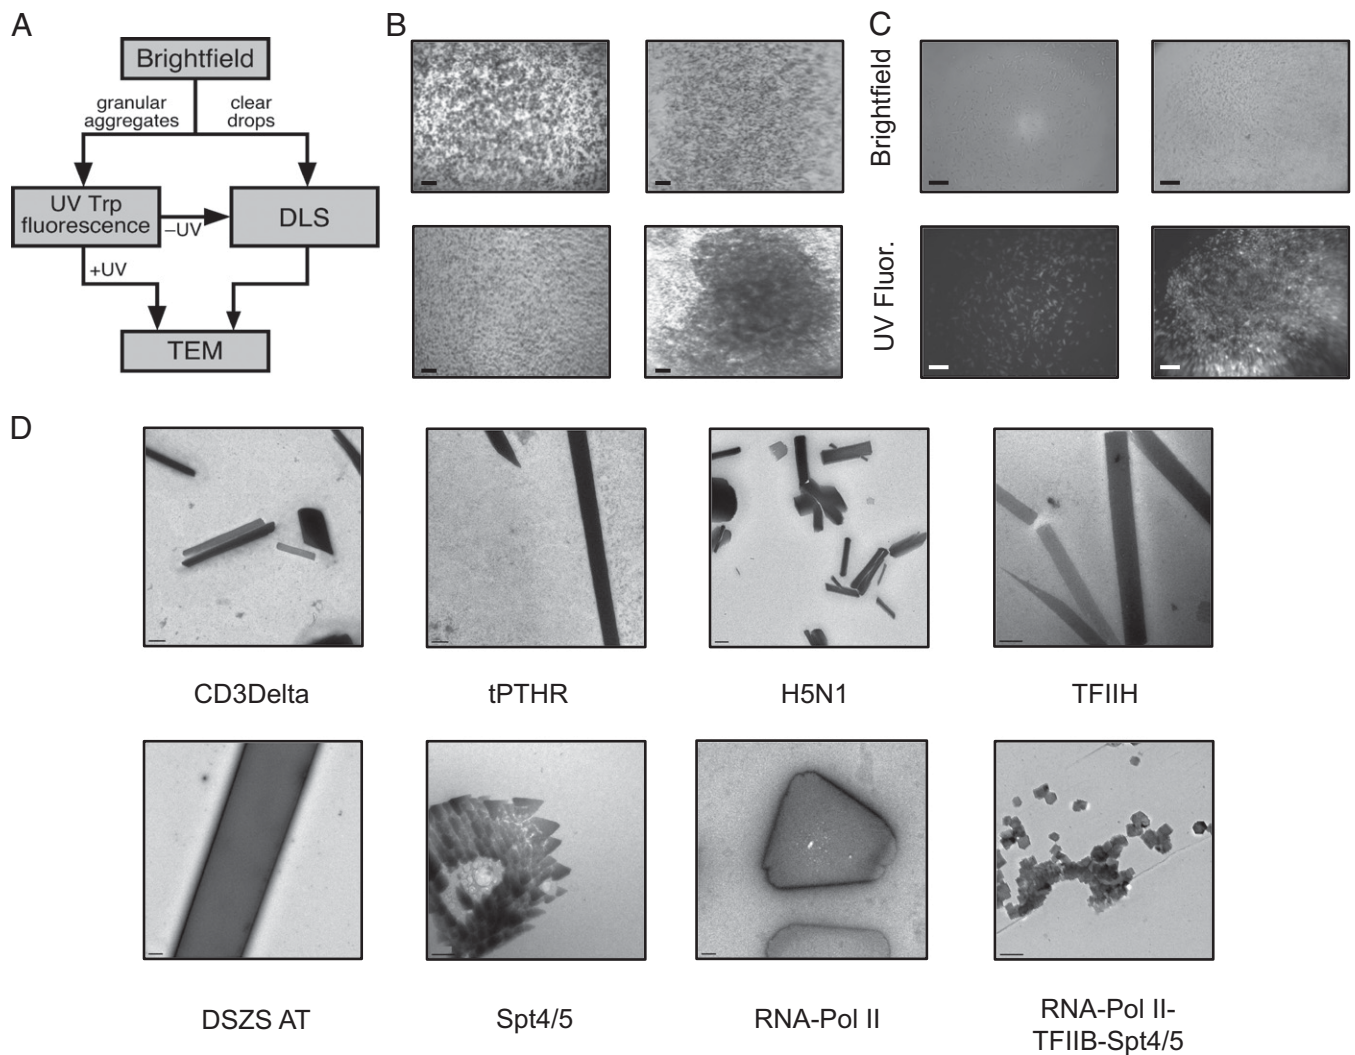 A
Brightfield
granular
aggregates
clear
drops
UV Trp
fluorescence
–UV
DLS
+UV
TEM
B
C
Brightfield
UV Fluor.
D
CD3Delta
tPTHR
H5N1
TFIIH
DSZS AT
Spt4/5
RNA-Pol II
RNA-Pol II-
TFIIB-Spt4/5